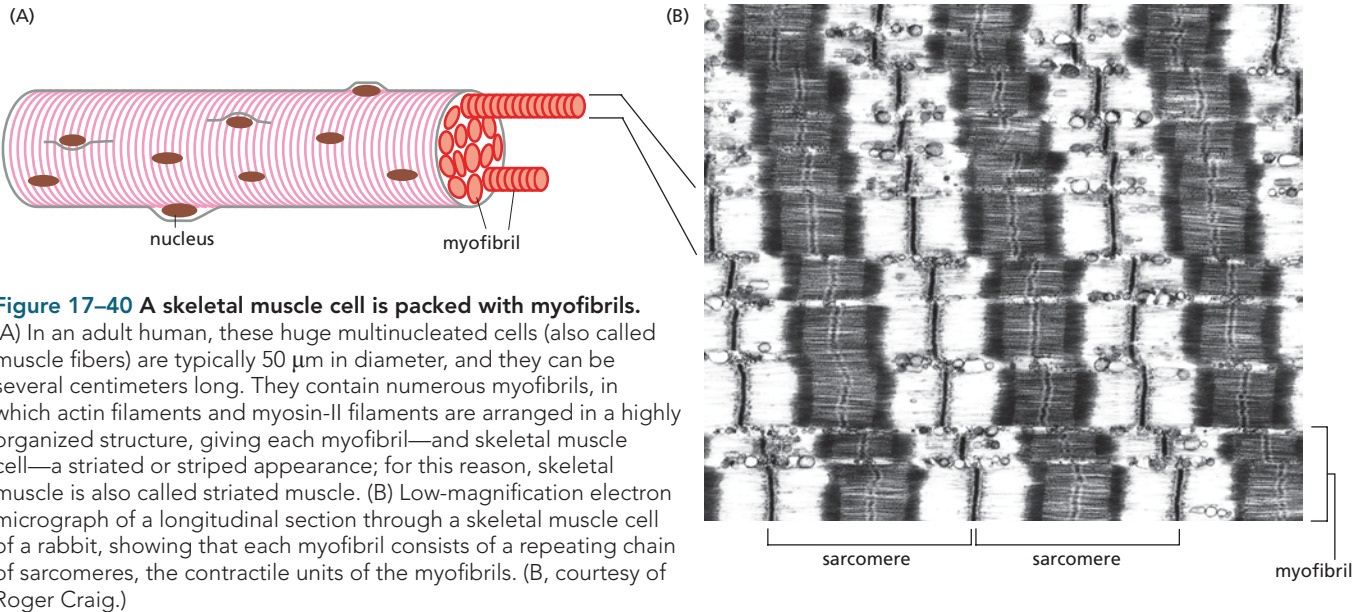 (A)
nucleus
myofibril
Figure 17–40 A skeletal muscle cell is packed with myofibrils.
(A) In an adult human, these huge multinucleated cells (also called
muscle fibers) are typically 50 μm in diameter, and they can be
several centimeters long. They contain numerous myofibrils, in
which actin filaments and myosin-II filaments are arranged in a highly
organized structure, giving each myofibril—and skeletal muscle
cell—a striated or striped appearance; for this reason, skeletal
muscle is also called striated muscle. (B) Low-magnification electron
micrograph of a longitudinal section through a skeletal muscle cell
of a rabbit, showing that each myofibril consists of a repeating chain
of sarcomeres, the contractile units of the myofibrils. (B, courtesy of
Roger Craig.)
(B)
sarcomere
sarcomere
myofibril